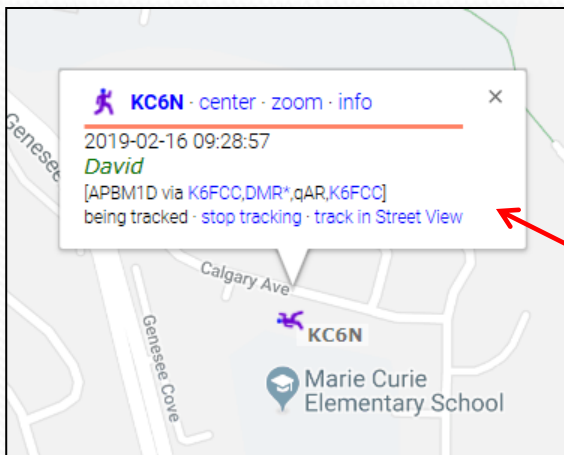 KC6N · center · zoom · info
2019-02-16 09:28:57
David
[APBM1D via K6FCC,DMR*,qAR,K6FCC]
being tracked · stop tracking · track in Street View
Genesee
Calgary Ave
KC6N
Genesee Cove
Marie Curie
Elementary School